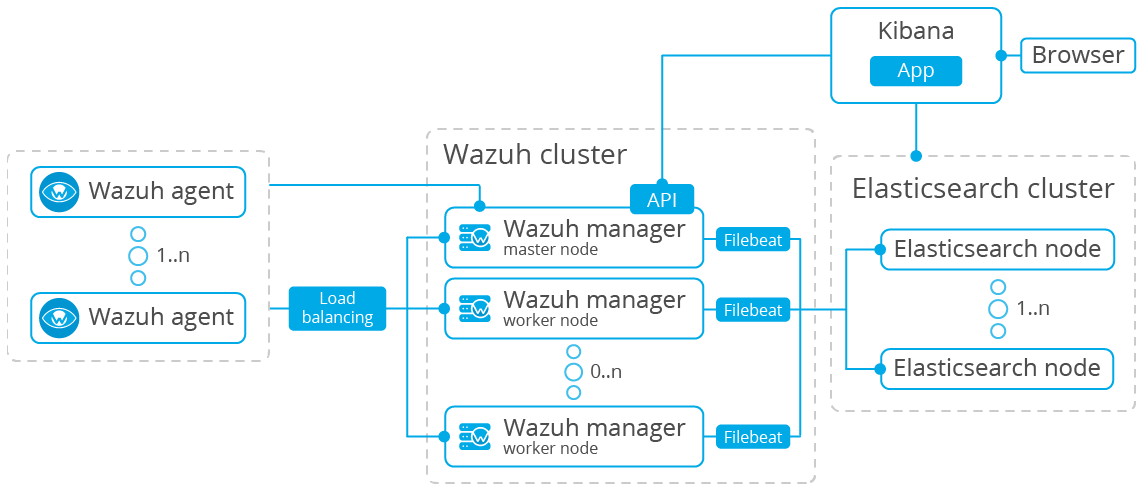 Kibana
App
Browser
Wazuh cluster
Wazuh agent
1..n
Wazuh agent
Load
balancing
API
Wazuh manager
master node
Filebeat
Wazuh manager
worker node
Filebeat
0..n
Wazuh manager
worker node
Filebeat
Elasticsearch cluster
Elasticsearch node
1..n
Elasticsearch node